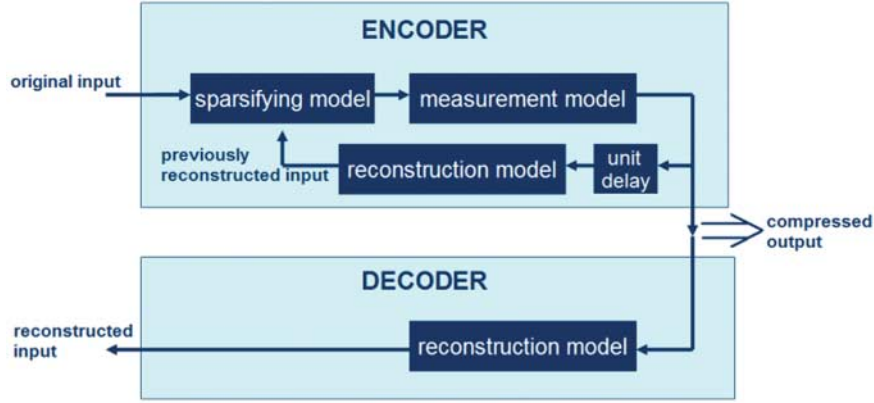 ENCODER
original input
sparsifying model
measurement model
previously
reconstructed input
reconstruction model
unit
delay
compressed
output
DECODER
reconstructed
input
reconstruction model